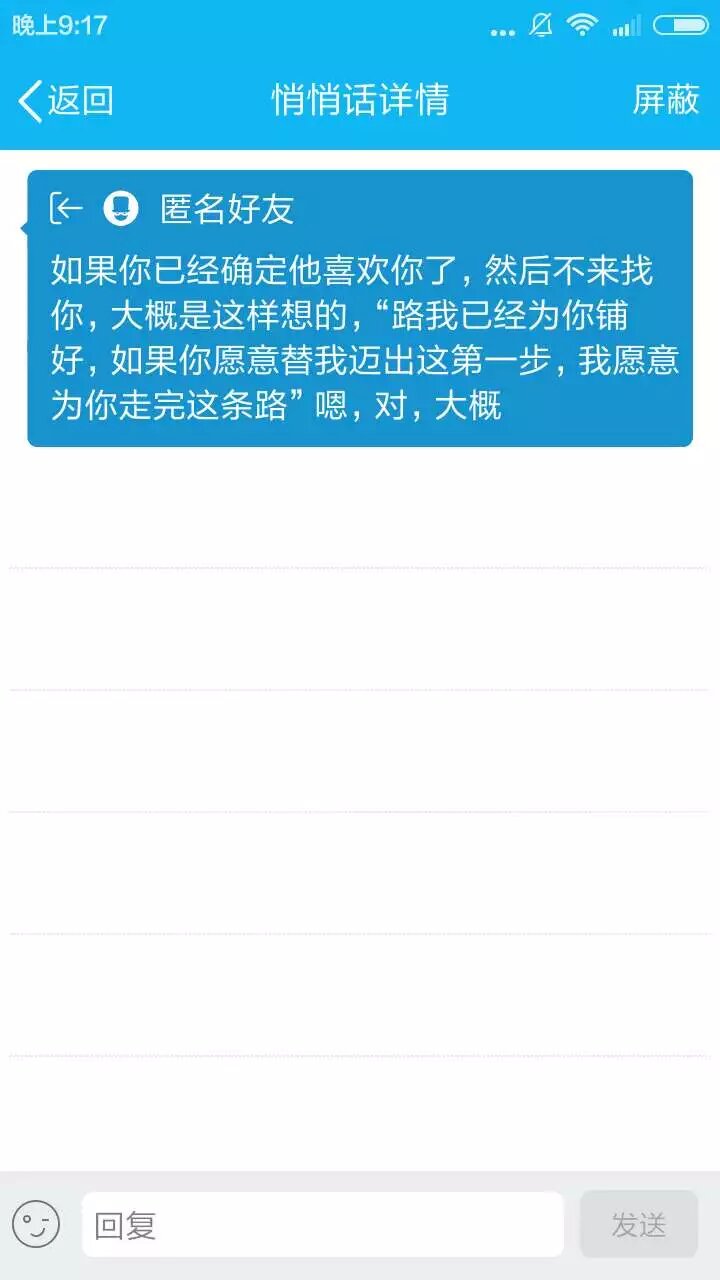 晚上9:17
返回 悄悄话详情 屏蔽
匿名好友
如果你已经确定他喜欢你了，然后不来找
你，大概是这样想的，“路我已经为你铺
好，如果你愿意替我迈出这第一步，我愿意
为你走完这条路”嗯，对，大概
回复 发送